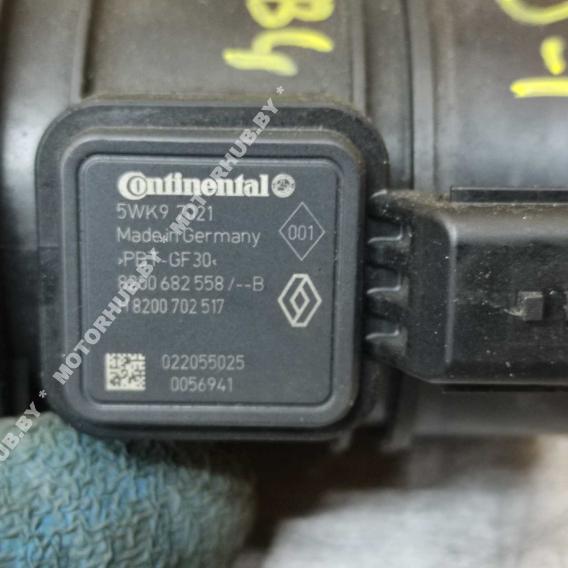 84
Continental
5WK9 7021
Made in Germany
001
>PBT-GF30<
8200 682 558 /--B
H8200 702 517
022055025
0056941
* MOTORHUB.BY * MOTORHUB.BY *